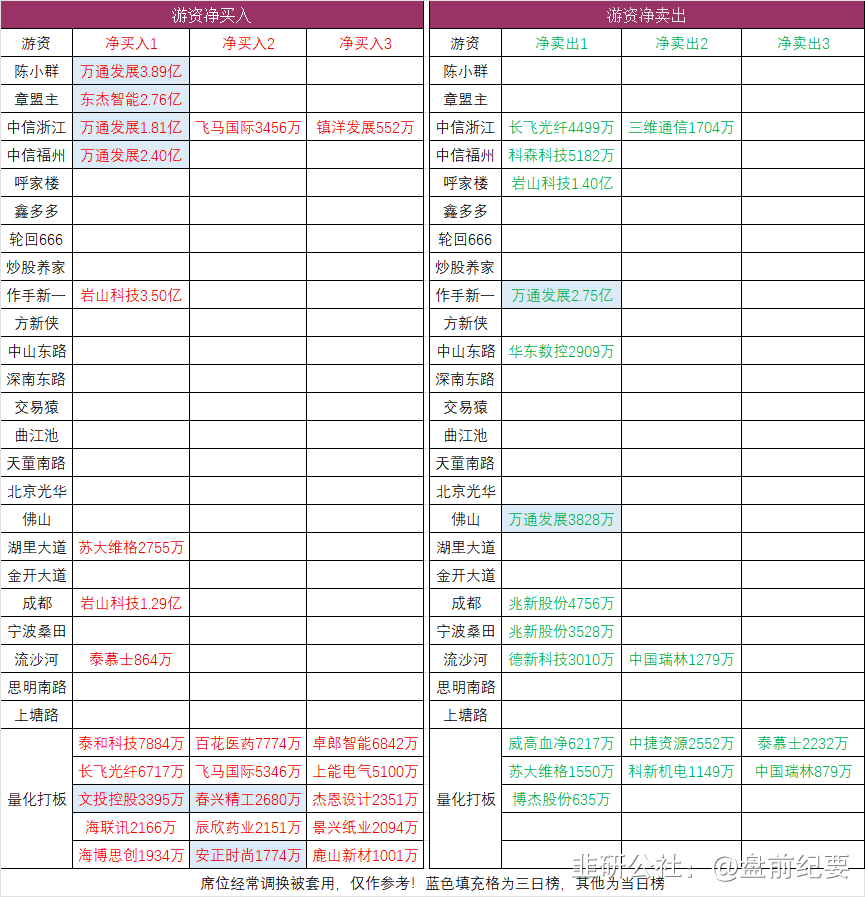 游资净买入 游资净卖出
游资 净买入1 净买入2 净买入3 游资 净卖出1 净卖出2 净卖出3
陈小群 万通发展3.89亿 陈小群
章盟主 东杰智能2.76亿 章盟主
中信浙江 万通发展1.81亿 飞马国际3456万 镇洋发展552万 中信浙江 长飞光纤4499万 三维通信1704万
中信福州 万通发展2.40亿 中信福州 科森科技5182万
呼家楼 呼家楼 岩山科技1.40亿
鑫多多 鑫多多
轮回666 轮回666
炒股养家 炒股养家
作手新一 岩山科技3.50亿 作手新一 万通发展2.75亿
方新侠 方新侠
中山东路 中山东路 华东数控2909万
深南东路 深南东路
交易猿 交易猿
曲江池 曲江池
天童南路 天童南路
北京光华 北京光华
佛山 佛山 万通发展3828万
湖里大道 苏大维格2755万 湖里大道
金开大道 金开大道
成都 岩山科技1.29亿 成都 兆新股份4756万
宁波桑田 宁波桑田 兆新股份3528万
流沙河 泰慕士864万 流沙河 德新科技3010万 中国瑞林1279万
思明南路 思明南路
上塘路 上塘路
泰和科技7884万 百花医药7774万 卓郎智能6842万 威高血净6217万 中捷资源2552万 泰慕士2232万
长飞光纤6717万 飞马国际5346万 上能电气5100万 苏大维格1550万 科新机电1149万 中国瑞林879万
量化打板 文投控股3395万 春兴精工2680万 杰恩设计2351万 量化打板 博杰股份635万
海联讯2166万 辰欣药业2151万 景兴纸业2094万
海博思创1934万 安正时尚1774万 鹿山新材1001万
韭研公社：@盘前纪要
席位经常调换被套用，仅作参考！蓝色填充格为三日榜，其他为当日榜